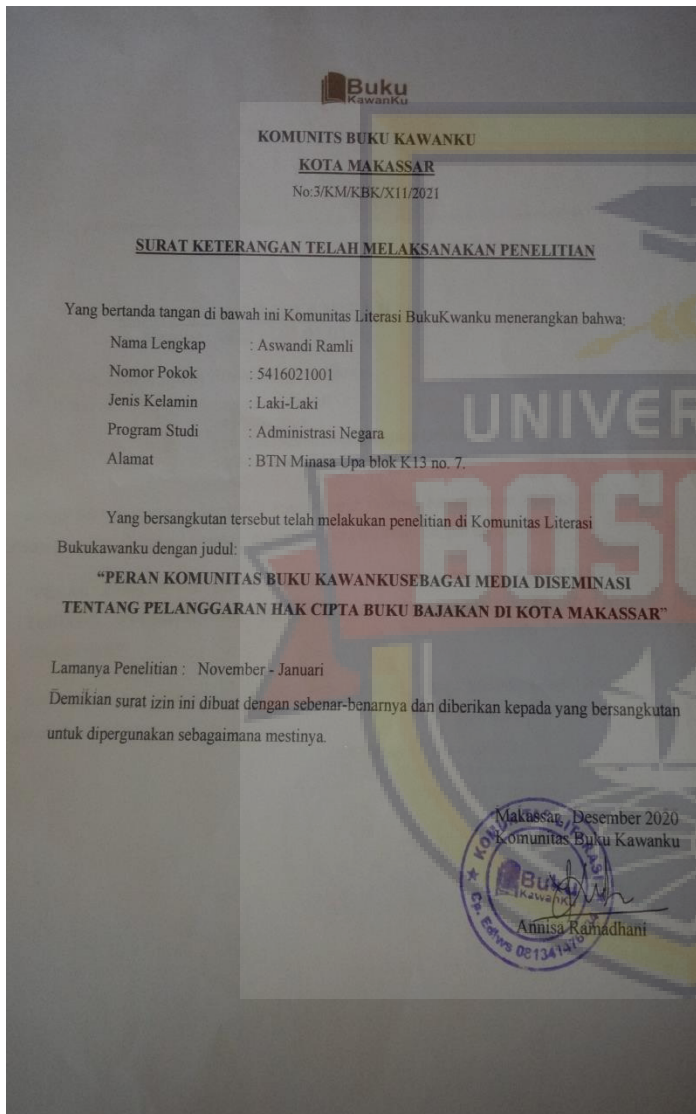 Buku
KawanKu
KOMUNITS BUKU KAWANKU
KOTA MAKASSAR
No:3/KM/KBK/X11/2021
SURAT KETERANGAN TELAH MELAKSANAKAN PENELITIAN
Yang bertanda tangan di bawah ini Komunitas Literasi BukuKwanku menerangkan bahwa:
Nama Lengkap : Aswandi Ramli
Nomor Pokok : 5416021001
Jenis Kelamin : Laki-Laki
Program Studi : Administrasi Negara
Alamat : BTN Minasa Upa blok K13 no. 7.
Yang bersangkutan tersebut telah melakukan penelitian di Komunitas Literasi
Bukukawanku dengan judul:
“PERAN KOMUNITAS BUKU KAWANKUSEBAGAI MEDIA DISEMINASI
TENTANG PELANGGARAN HAK CIPTA BUKU BAJAKAN DI KOTA MAKASSAR”
Lamanya Penelitian : November - Januari
Demikian surat izin ini dibuat dengan sebenar-benarnya dan diberikan kepada yang bersangkutan
untuk dipergunakan sebagaimana mestinya.
Makassar, Desember 2020
Komunitas Buku Kawanku
KOMUNITAS LITERASI
Buku
KawanKu
Annisa Ramadhani
UNIVER
BOSO